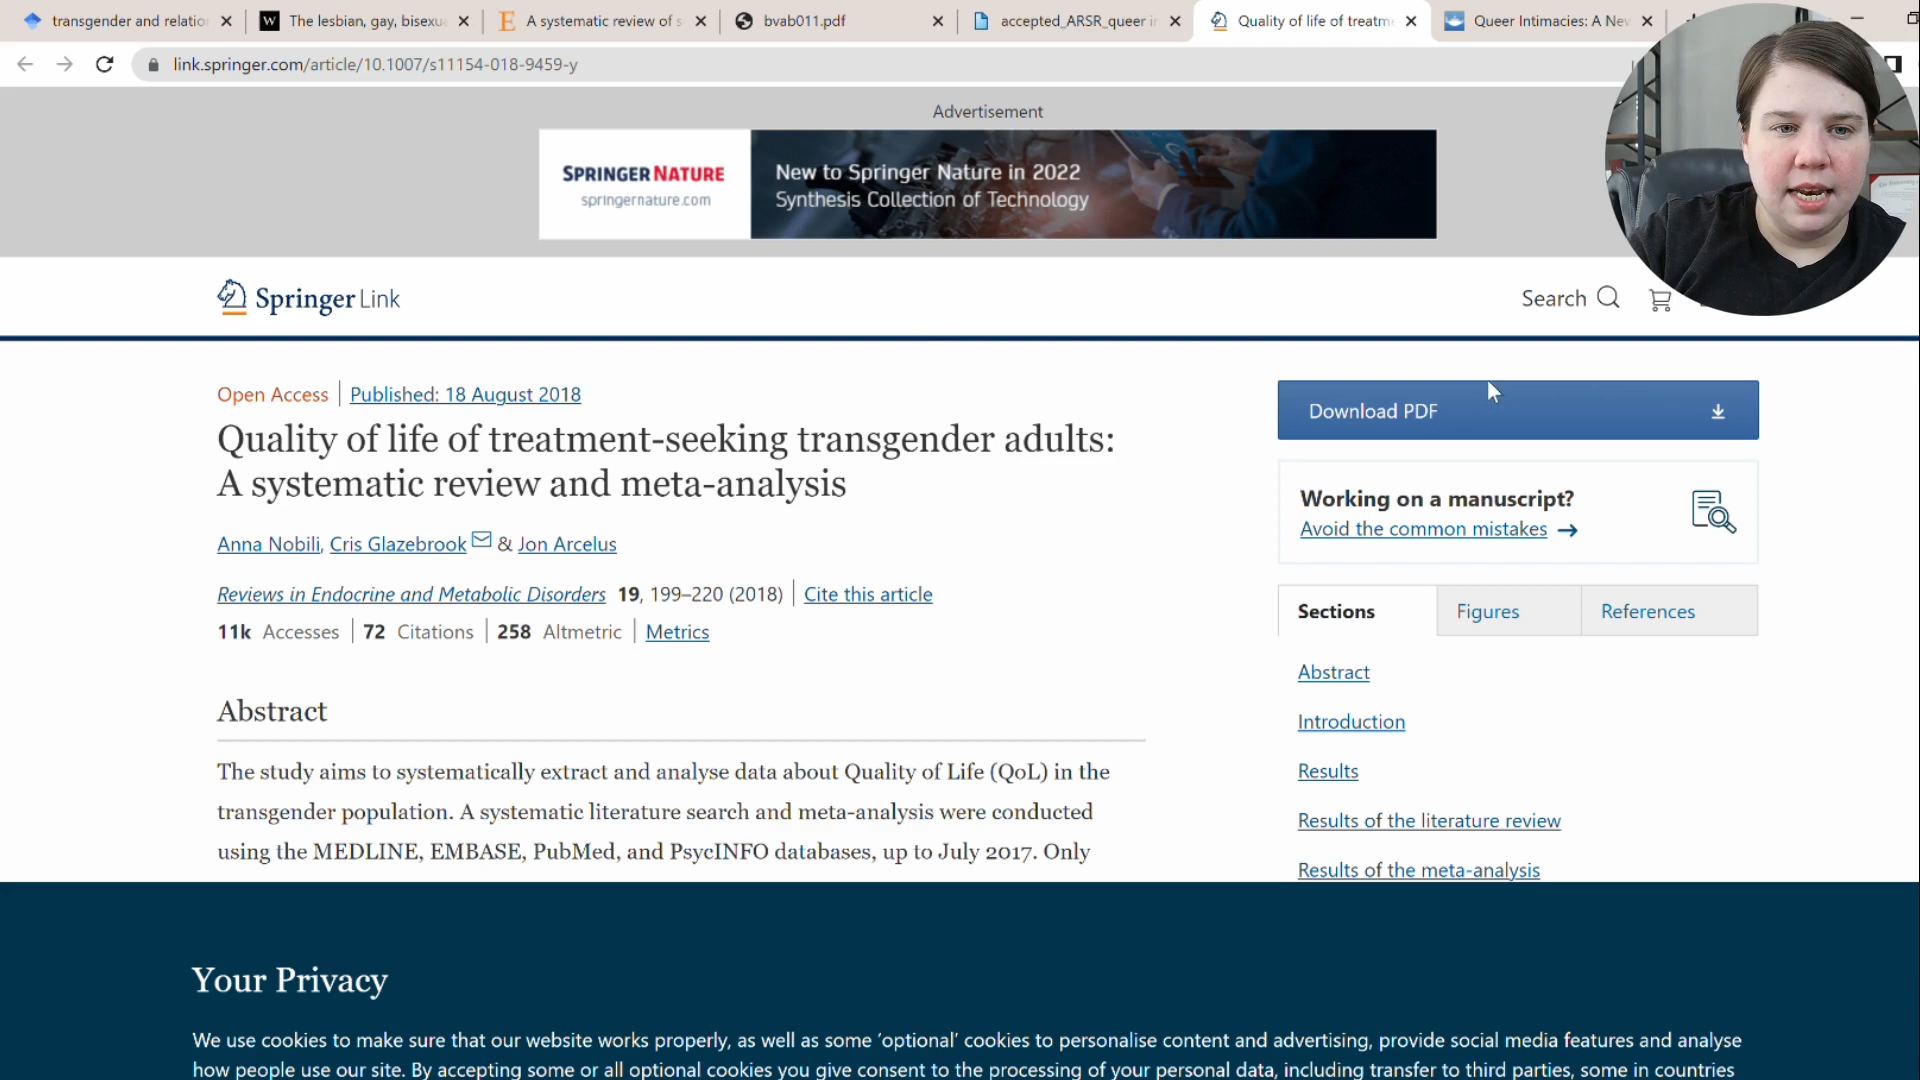 transgender and relatio
The lesbian, gay, bisexu
A systematic review of s
bvab011.pdf
accepted_ARSR_queer i
Quality of life of treatm
Queer Intimacies: A Ne
link.springer.com/article/10.1007/s11154-018-9459-y
Advertisement
SPRINGER NATURE
springernature.com
New to Springer Nature in 2022
Synthesis Collection of Technology
Springer Link
Search
Open Access
Published: 18 August 2018
Quality of life of treatment-seeking transgender adults:
A systematic review and meta-analysis
Anna Nobili, Cris Glazebrook & Jon Arcelus
Reviews in Endocrine and Metabolic Disorders 19, 199–220 (2018)
Cite this article
11k Accesses
72 Citations
258 Altmetric
Metrics
Abstract
The study aims to systematically extract and analyse data about Quality of Life (QoL) in the
transgender population. A systematic literature search and meta-analysis were conducted
using the MEDLINE, EMBASE, PubMed, and PsycINFO databases, up to July 2017. Only
Download PDF
Working on a manuscript?
Avoid the common mistakes →
Sections
Figures
References
Abstract
Introduction
Results
Results of the literature review
Results of the meta-analysis
Your Privacy
We use cookies to make sure that our website works properly, as well as some ‘optional’ cookies to personalise content and advertising, provide social media features and analyse
how people use our site. By accepting some or all optional cookies you give consent to the processing of your personal data, including transfer to third parties, some in countries